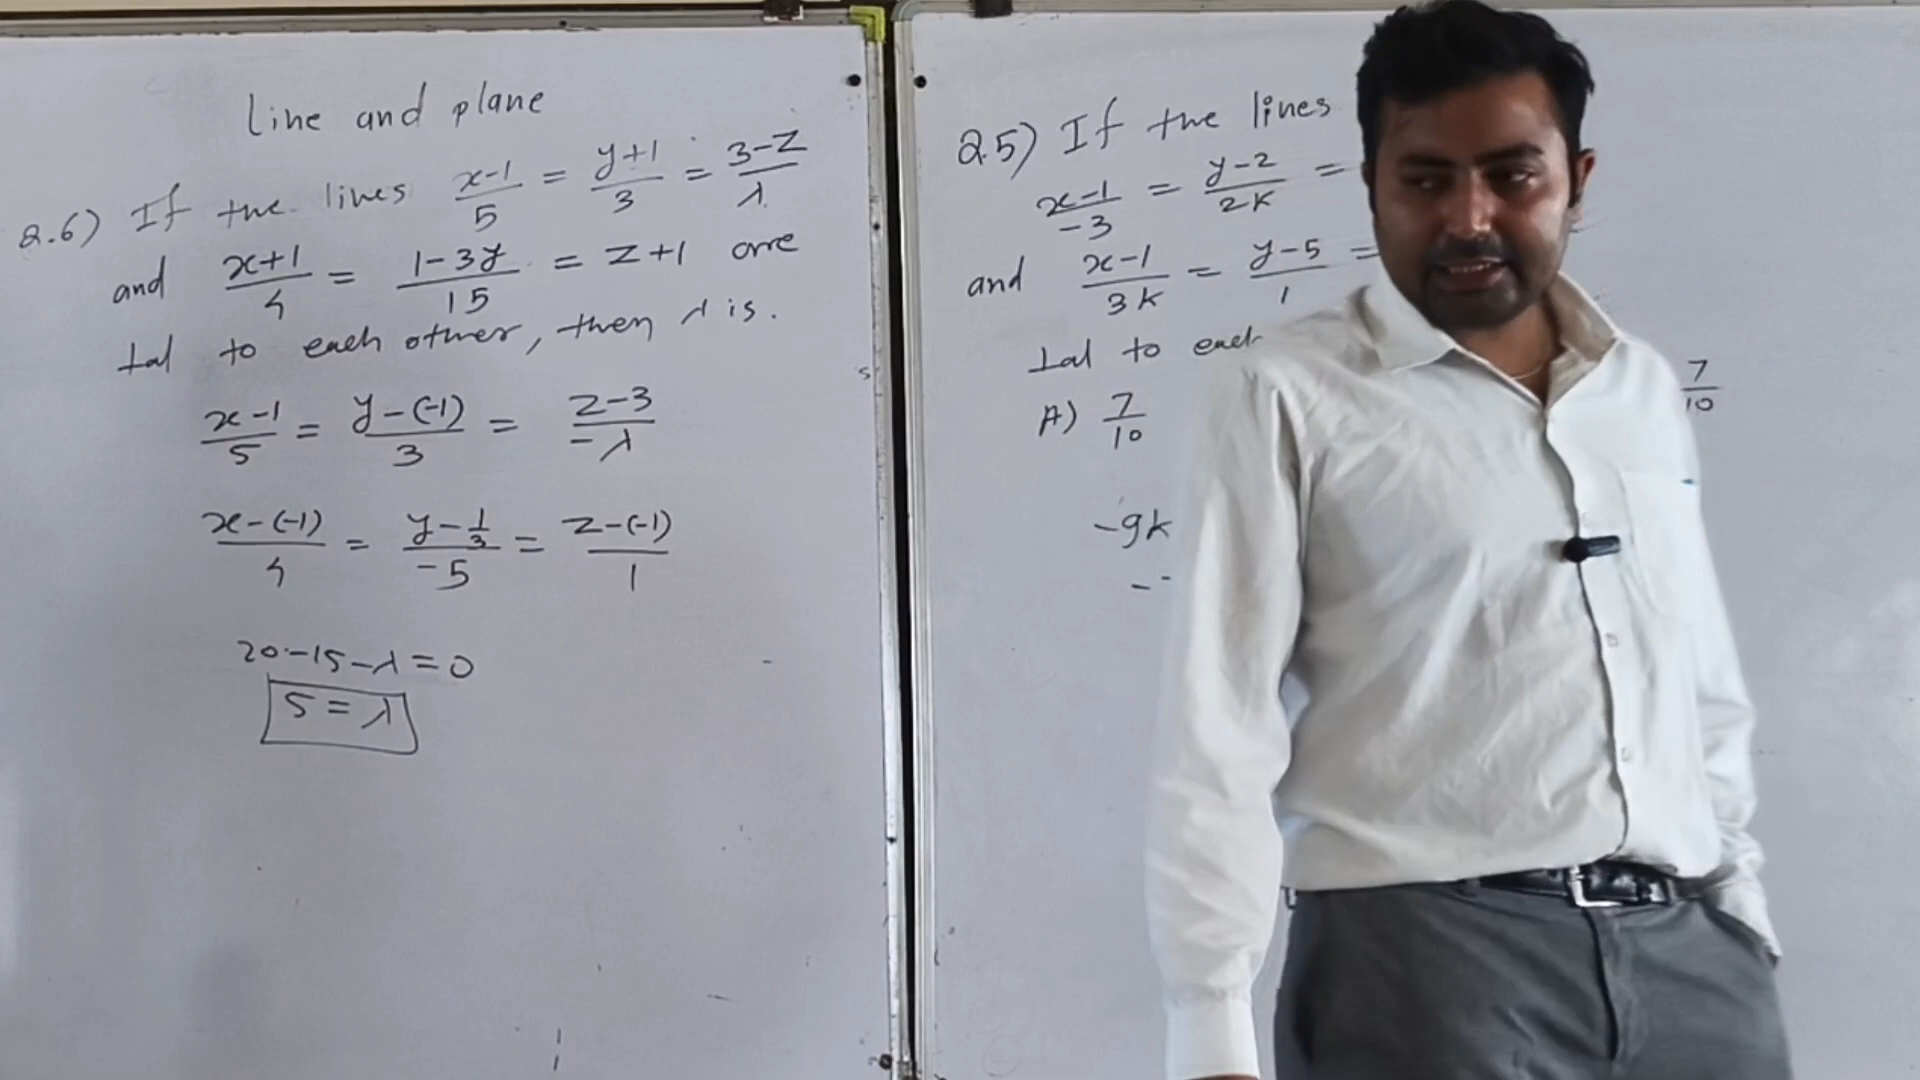 Line and plane
Q.6) If the lines x-1/5 = y+1/3 = 3-z/λ
and x+1/4 = 1-3y/15 = z+1 are
⊥al to each other, then λ is.
x-1/5 = y-(-1)/3 = z-3/-λ
x-(-1)/4 = y-1/3/-5 = z-(-1)/1
20-15-λ=0
5=λ
Q.5) If the lines
x-1/-3 = y-2/2k =
and x-1/3k = y-5/1 =
⊥al to each
A) 7/10
7/10
-9k